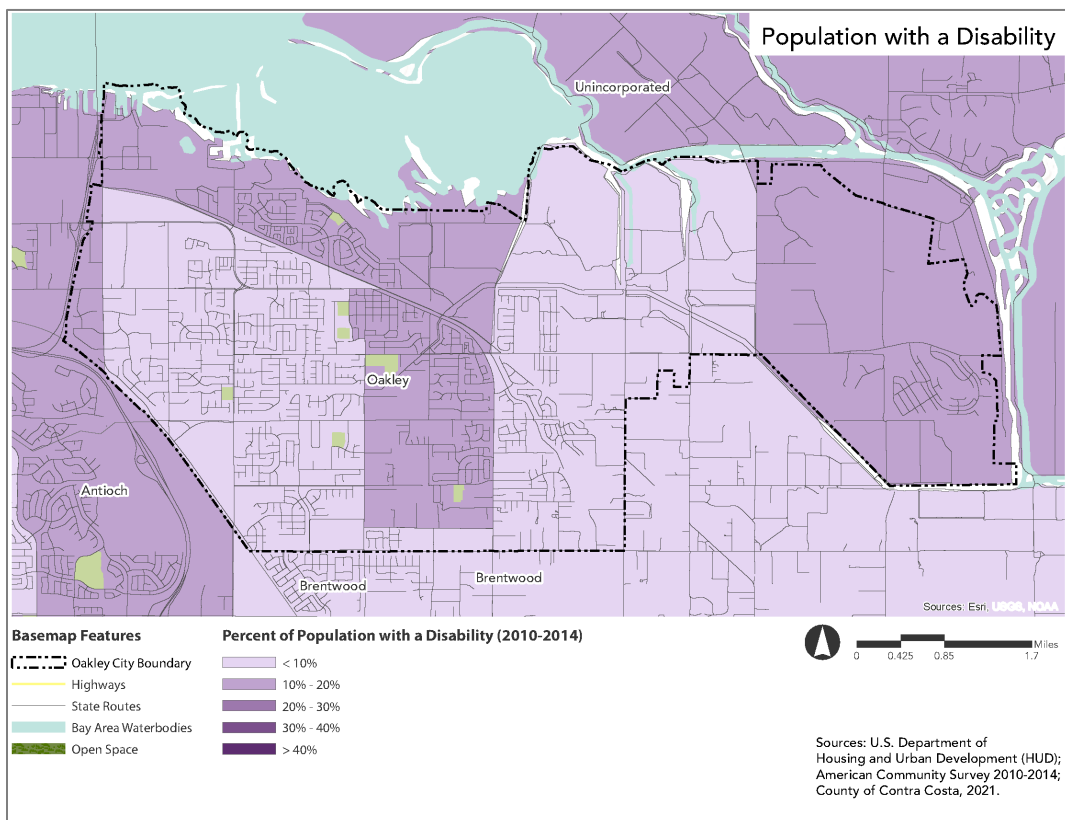 Population with a Disability
Unincorporated
Oakley
Antioch
Brentwood
Brentwood
Sources: Esri, USGS, NOAA
Basemap Features
Oakley City Boundary
Highways
State Routes
Bay Area Waterbodies
Open Space
Percent of Population with a Disability (2010-2014)
< 10%
10% - 20%
20% - 30%
30% - 40%
> 40%
Miles
0 0.425 0.85 1.7
Sources: U.S. Department of
Housing and Urban Development (HUD);
American Community Survey 2010-2014;
County of Contra Costa, 2021.